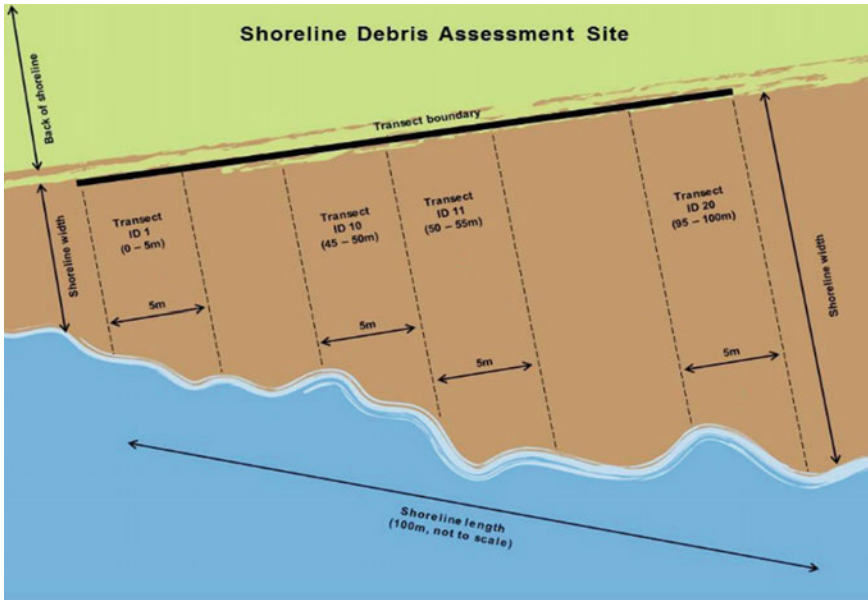 Shoreline Debris Assessment Site
Back of shoreline
Transect boundary
Shoreline width
Transect
ID 1
(0 – 5m)
Transect
ID 10
(45 – 50m)
Transect
ID 11
(50 – 55m)
Transect
ID 20
(95 – 100m)
Shoreline width
5m
5m
5m
5m
Shoreline length
(100m, not to scale)